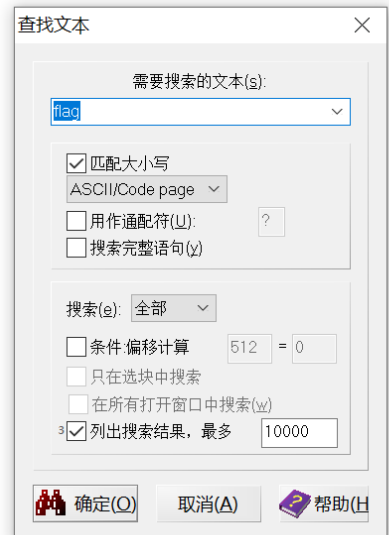 查找文本
需要搜索的文本(s):
flag
匹配大小写
ASCII/Code page
用作通配符(U): ?
搜索完整语句(y)
搜索(e): 全部
条件:偏移计算 512 = 0
只在选块中搜索
在所有打开窗口中搜索(w)
3 列出搜索结果，最多 10000
确定(O) 取消(A) 帮助(H